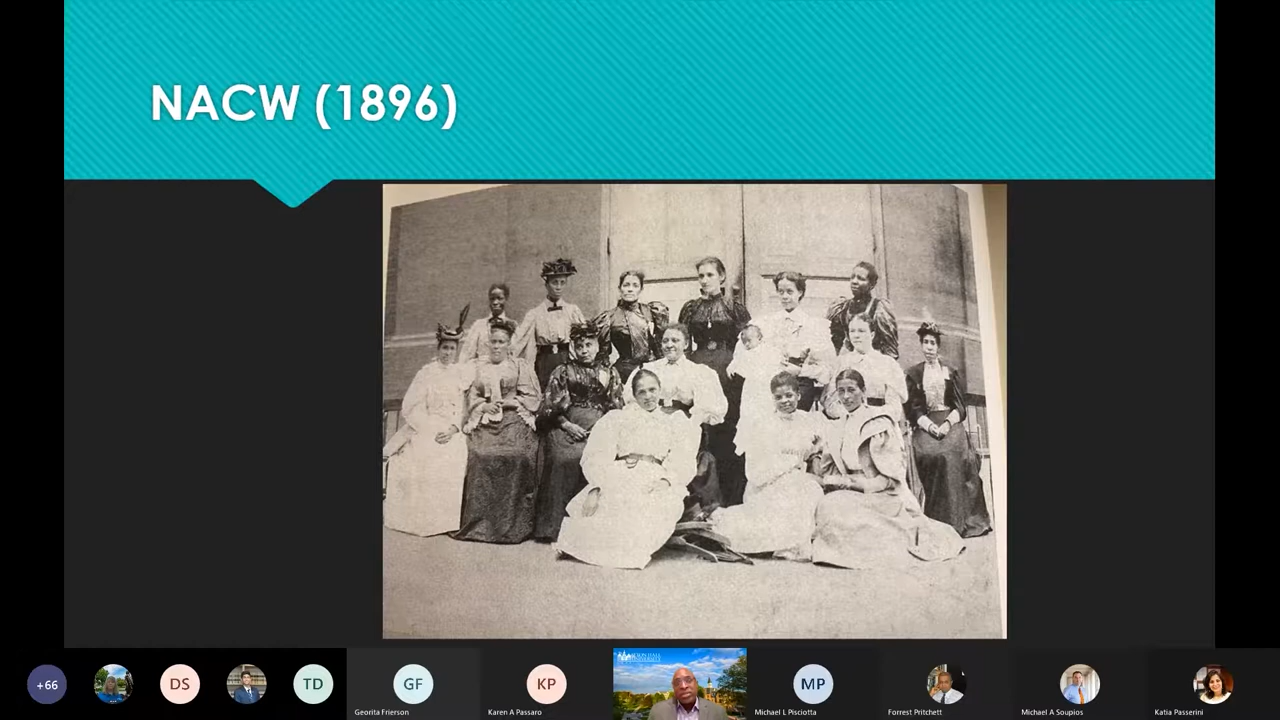 NACW (1896)
+66
DS
TD
GF
KP
MP
Georita Frierson
Karen A Passaro
Michael L Pisciotta
Forrest Pritchett
Michael A Soupios
Katia Passerini